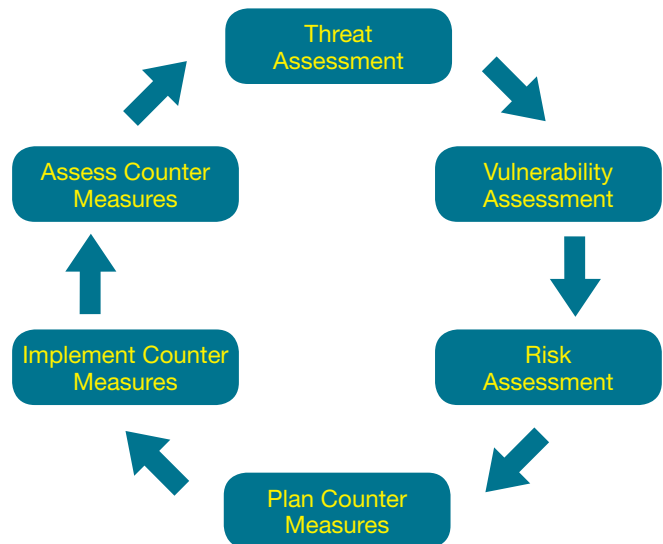 Threat
Assessment
Vulnerability
Assessment
Risk
Assessment
Plan Counter
Measures
Implement Counter
Measures
Assess Counter
Measures